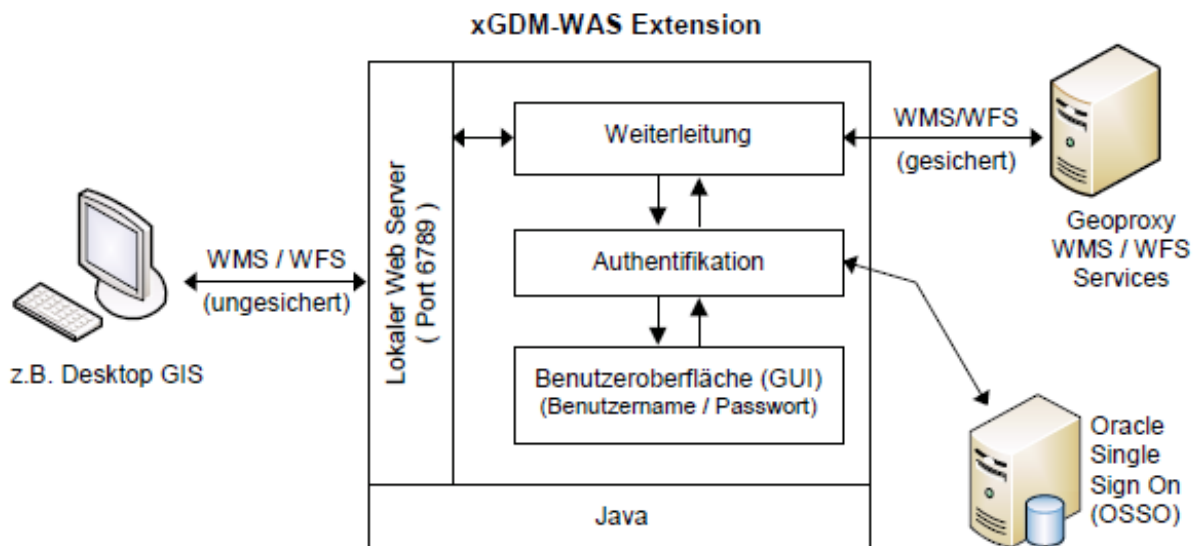 xGDM-WAS Extension
z.B. Desktop GIS
WMS / WFS
(ungesichert)
Lokaler Web Server
( Port 6789 )
Weiterleitung
Authentifikation
Benutzeroberfläche (GUI)
(Benutzername / Passwort)
Java
WMS/WFS
(gesichert)
Geoproxy
WMS / WFS
Services
Oracle
Single
Sign On
(OSSO)